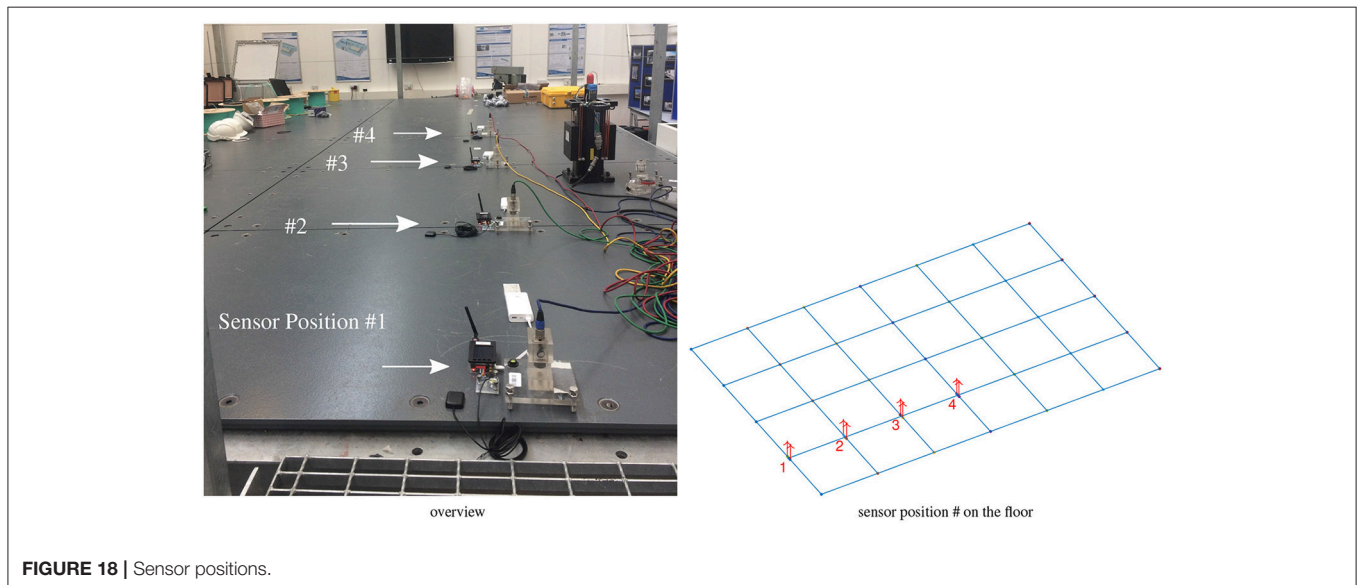 #4
#3
#2
Sensor Position #1
1
2
3
4
overview
sensor position # on the floor
FIGURE 18 | Sensor positions.